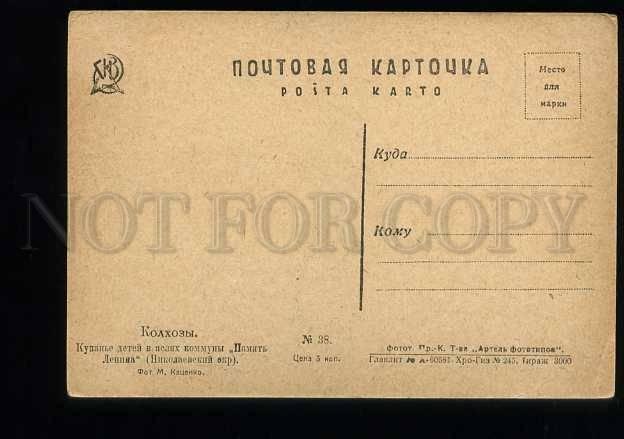 ПОЧТОВАЯ КАРТОЧКА
POŜTA KARTO
Место
для
марки
Куда
NOT FOR COPY
Кому
Колхозы.
Купанье детей в яслях коммуны „Память
Ленина" (Николаевский окр).
Фот М. Каценко.
№ 38.
Цена 5 коп.
фотот. Пр.-К. Т-ва „Артель фототипов".
Главлит № А-60581. Хро-Гиз № 245. Тираж 3000